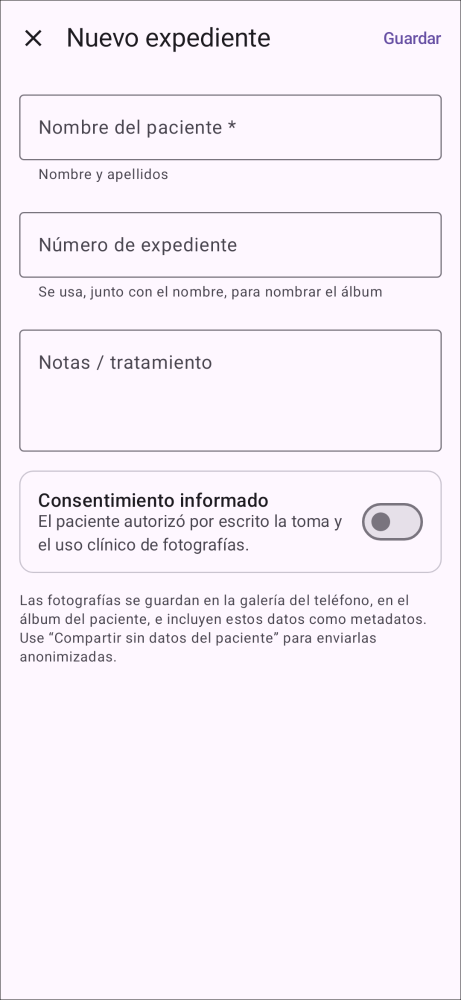 Nuevo expediente
Guardar
Nombre del paciente *
Nombre y apellidos
Número de expediente
Se usa, junto con el nombre, para nombrar el álbum
Notas / tratamiento
Consentimiento informado
El paciente autorizó por escrito la toma y
el uso clínico de fotografías.
Las fotografías se guardan en la galería del teléfono, en el
álbum del paciente, e incluyen estos datos como metadatos.
Use “Compartir sin datos del paciente” para enviarlas
anonimizadas.